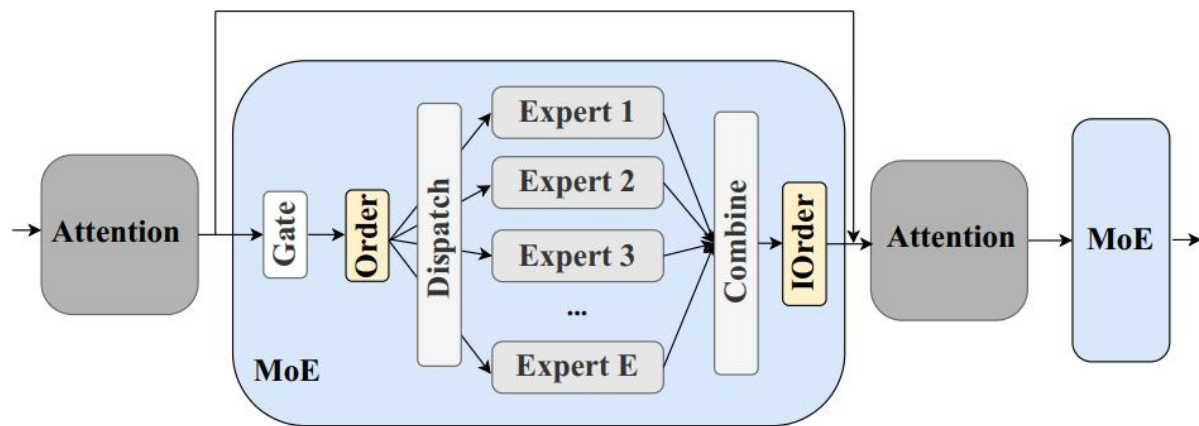 Attention
Gate
Order
Dispatch
Expert 1
Expert 2
Expert 3
...
Expert E
Combine
IOrder
MoE
Attention
MoE